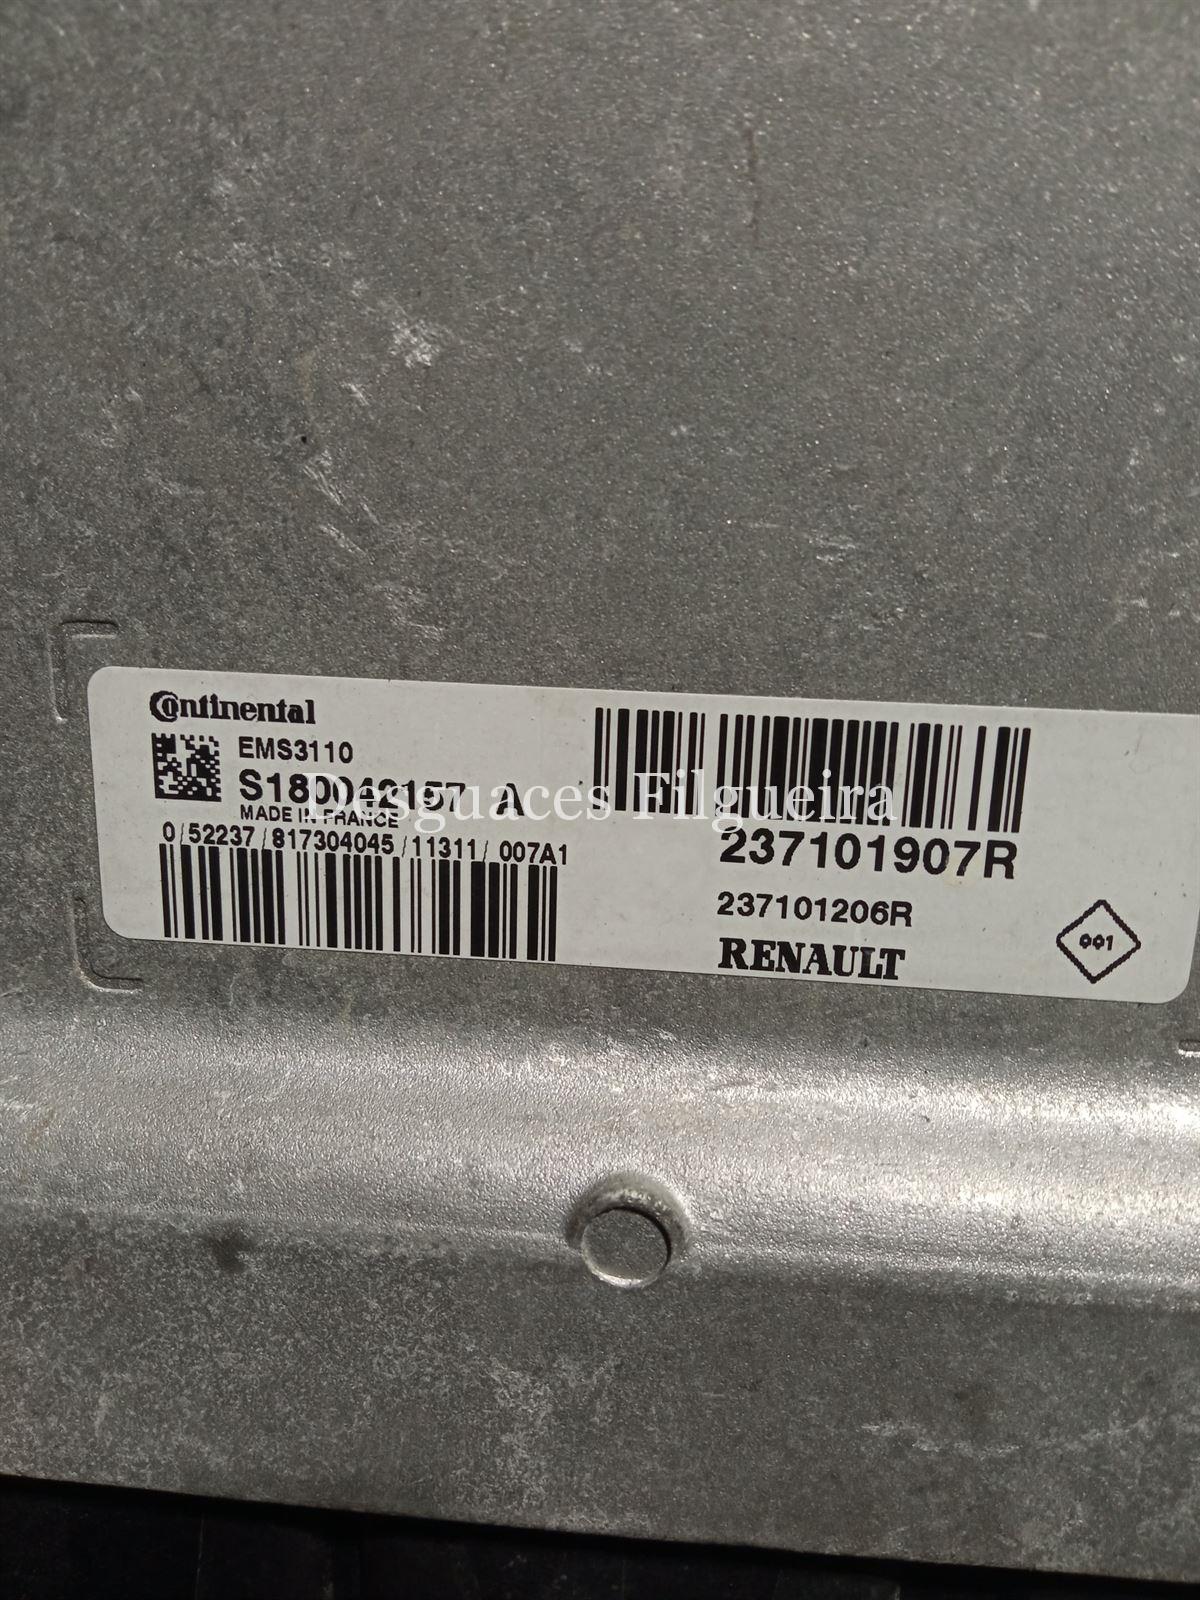 Continental
EMS3110
S180042157 A
MADE IN FRANCE
0/52237/817304045/11311/007A1
237101907R
237101206R
RENAULT
001
Desguaces Filgueira